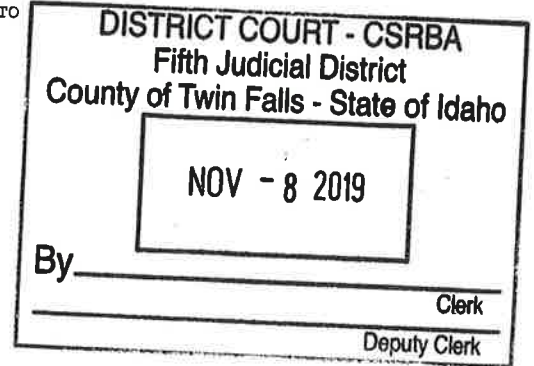 TO
DISTRICT COURT - CSRBA
Fifth Judicial District
County of Twin Falls - State of Idaho
NOV - 8 2019
By
Clerk
Deputy Clerk